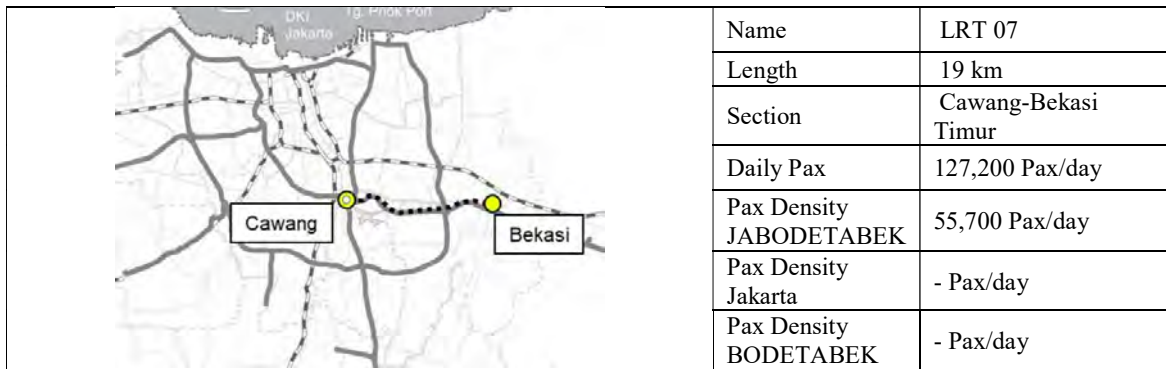 DKI
Jakarta
Tg. Priok Port
Cawang
Bekasi
Name LRT 07
Length 19 km
Section Cawang-Bekasi
Timur
Daily Pax 127,200 Pax/day
Pax Density
JABODETABEK 55,700 Pax/day
Pax Density
Jakarta - Pax/day
Pax Density
BODETABEK - Pax/day